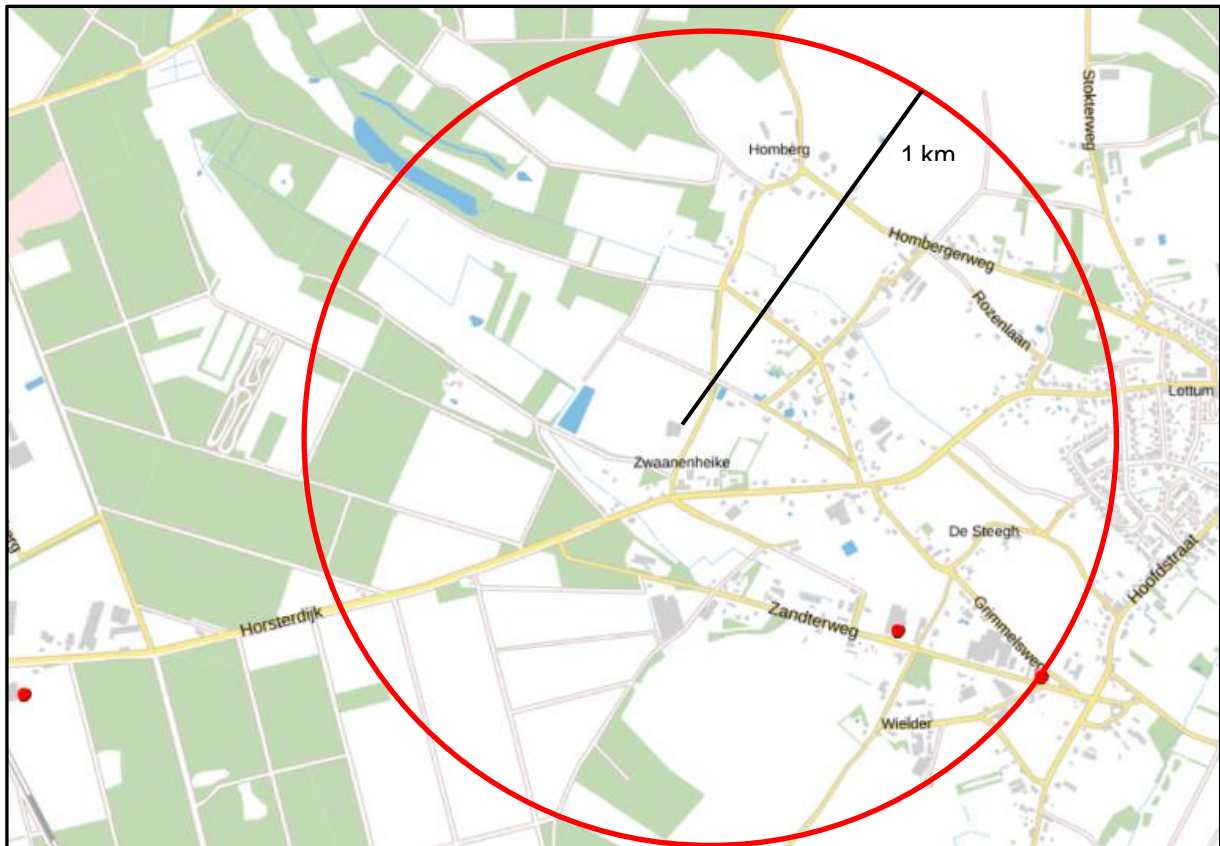 Stokterweg
Homberg
1 km
Hombergerweg
Rozenlaan
Lottum
Zwaanenheike
De Steegh
Hoofdstraat
Grimmelsweg
Zandterweg
Horsterdijk
Wielder